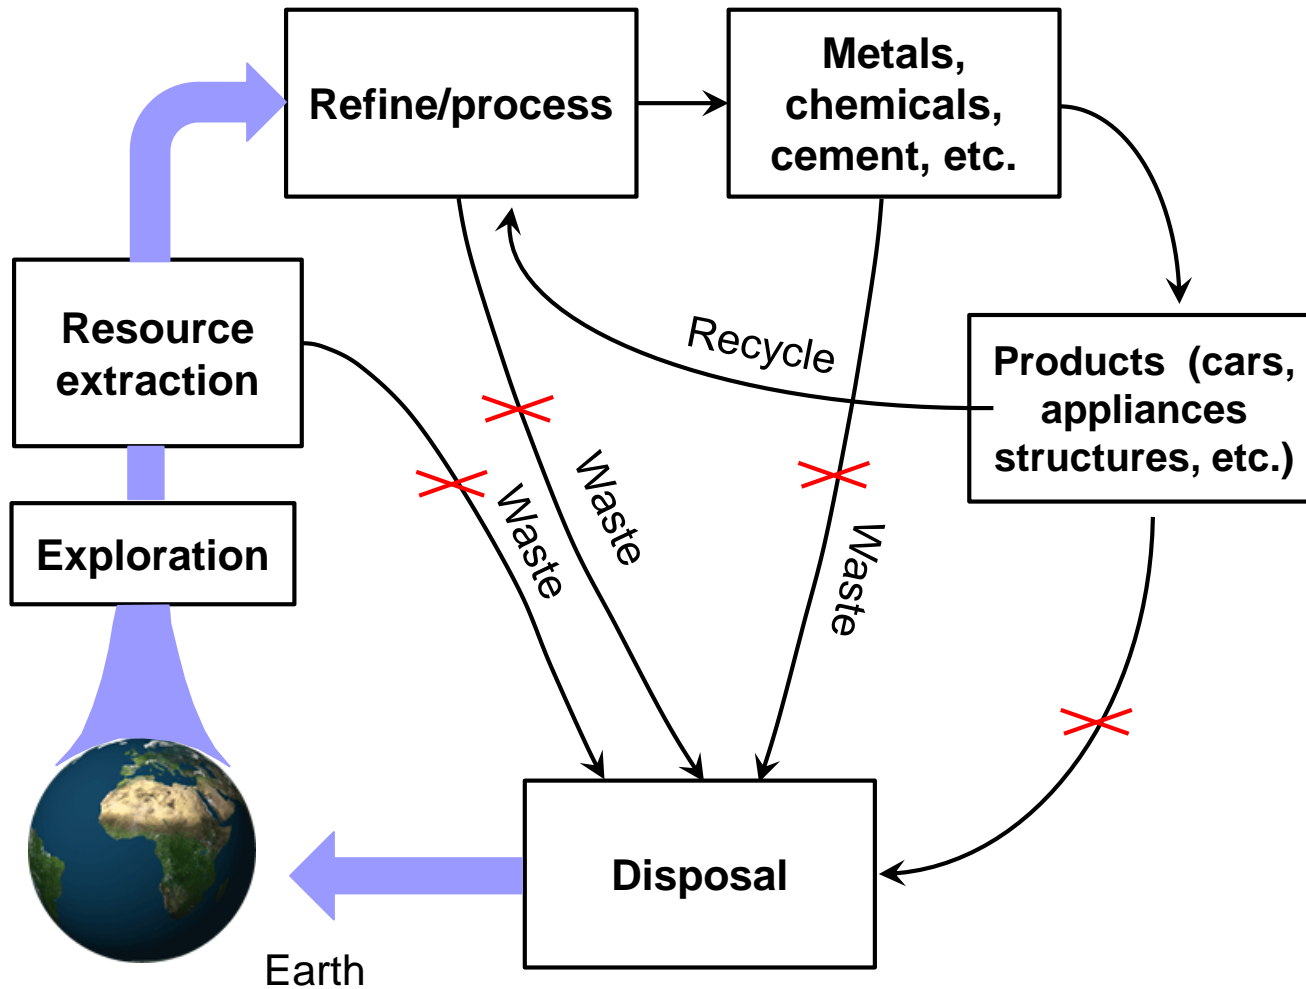 Refine/process
Metals,
chemicals,
cement, etc.
Resource
extraction
Recycle
Products (cars,
appliances
structures, etc.)
Waste
Waste
Waste
Exploration
Disposal
Earth